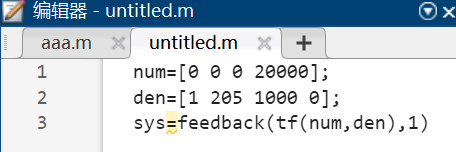 编辑器 - untitled.m
aaa.m untitled.m +
1 num=[0 0 0 20000];
2 den=[1 205 1000 0];
3 sys=feedback(tf(num,den),1)